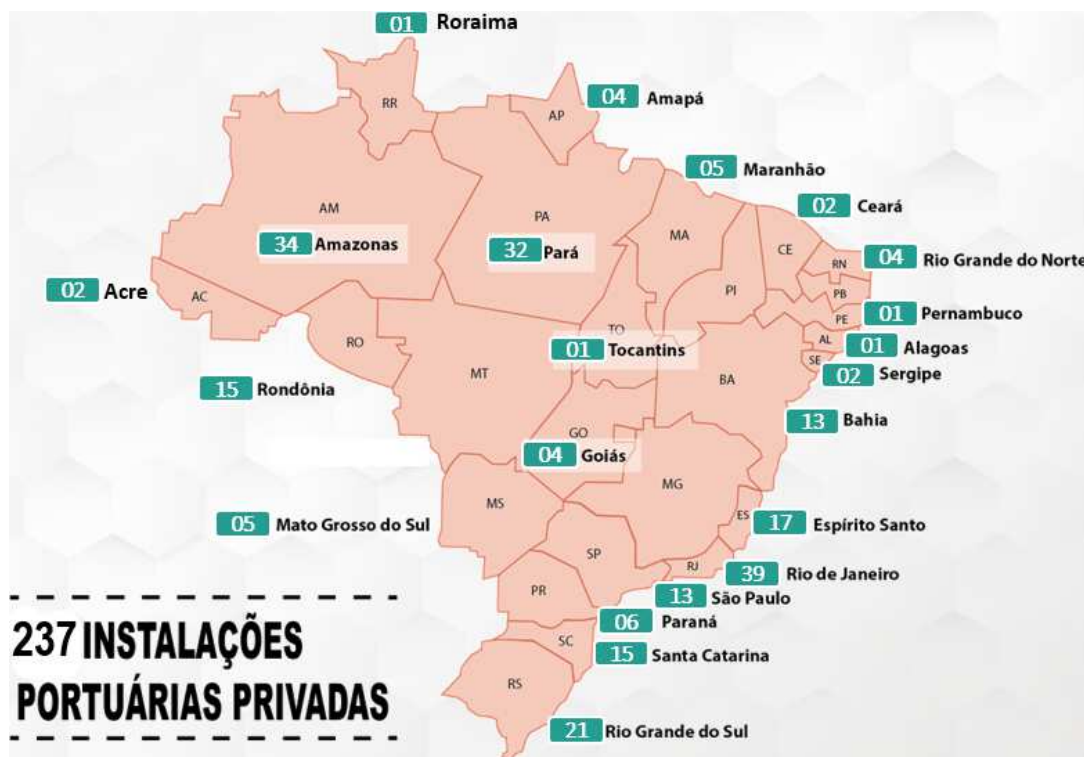 01 Roraima
RR
04 Amapá
AP
05 Maranhão
02 Ceará
AM
PA
MA
CE
34 Amazonas
32 Pará
RN
04 Rio Grande do Norte
02 Acre
AC
PI
PB
PE
01 Pernambuco
RO
TO
AL
01 Alagoas
01 Tocantins
SE
02 Sergipe
15 Rondônia
MT
BA
13 Bahia
GO
04 Goiás
MG
MS
05 Mato Grosso do Sul
ES
17 Espírito Santo
SP
RJ
39 Rio de Janeiro
PR
13 São Paulo
06 Paraná
SC
15 Santa Catarina
RS
21 Rio Grande do Sul
237 INSTALAÇÕES
PORTUÁRIAS PRIVADAS